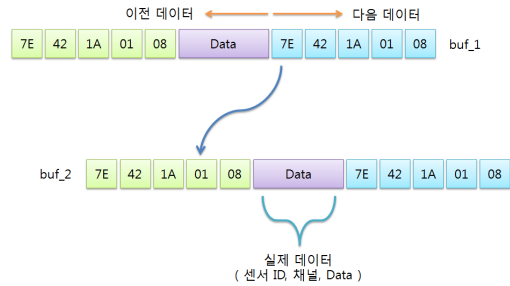 이전 데이터 다음 데이터
7E 42 1A 01 08 Data 7E 42 1A 01 08 buf_1
buf_2 7E 42 1A 01 08 Data 7E 42 1A 01 08
실제 데이터
( 센서 ID, 채널, Data )